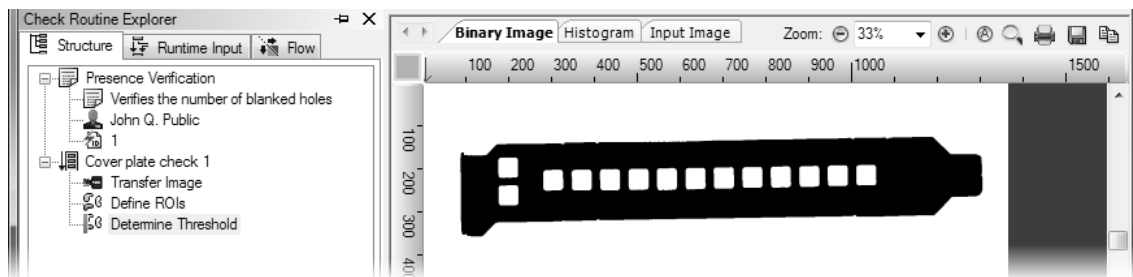 Check Routine Explorer
Structure Runtime Input Flow
Presence Verification
Verifies the number of blanked holes
John Q. Public
1
Cover plate check 1
Transfer Image
Define ROIs
Determine Threshold
Binary Image Histogram Input Image Zoom: 33%
100 200 300 400 500 600 700 800 900 1000 1500
100
200
300
400